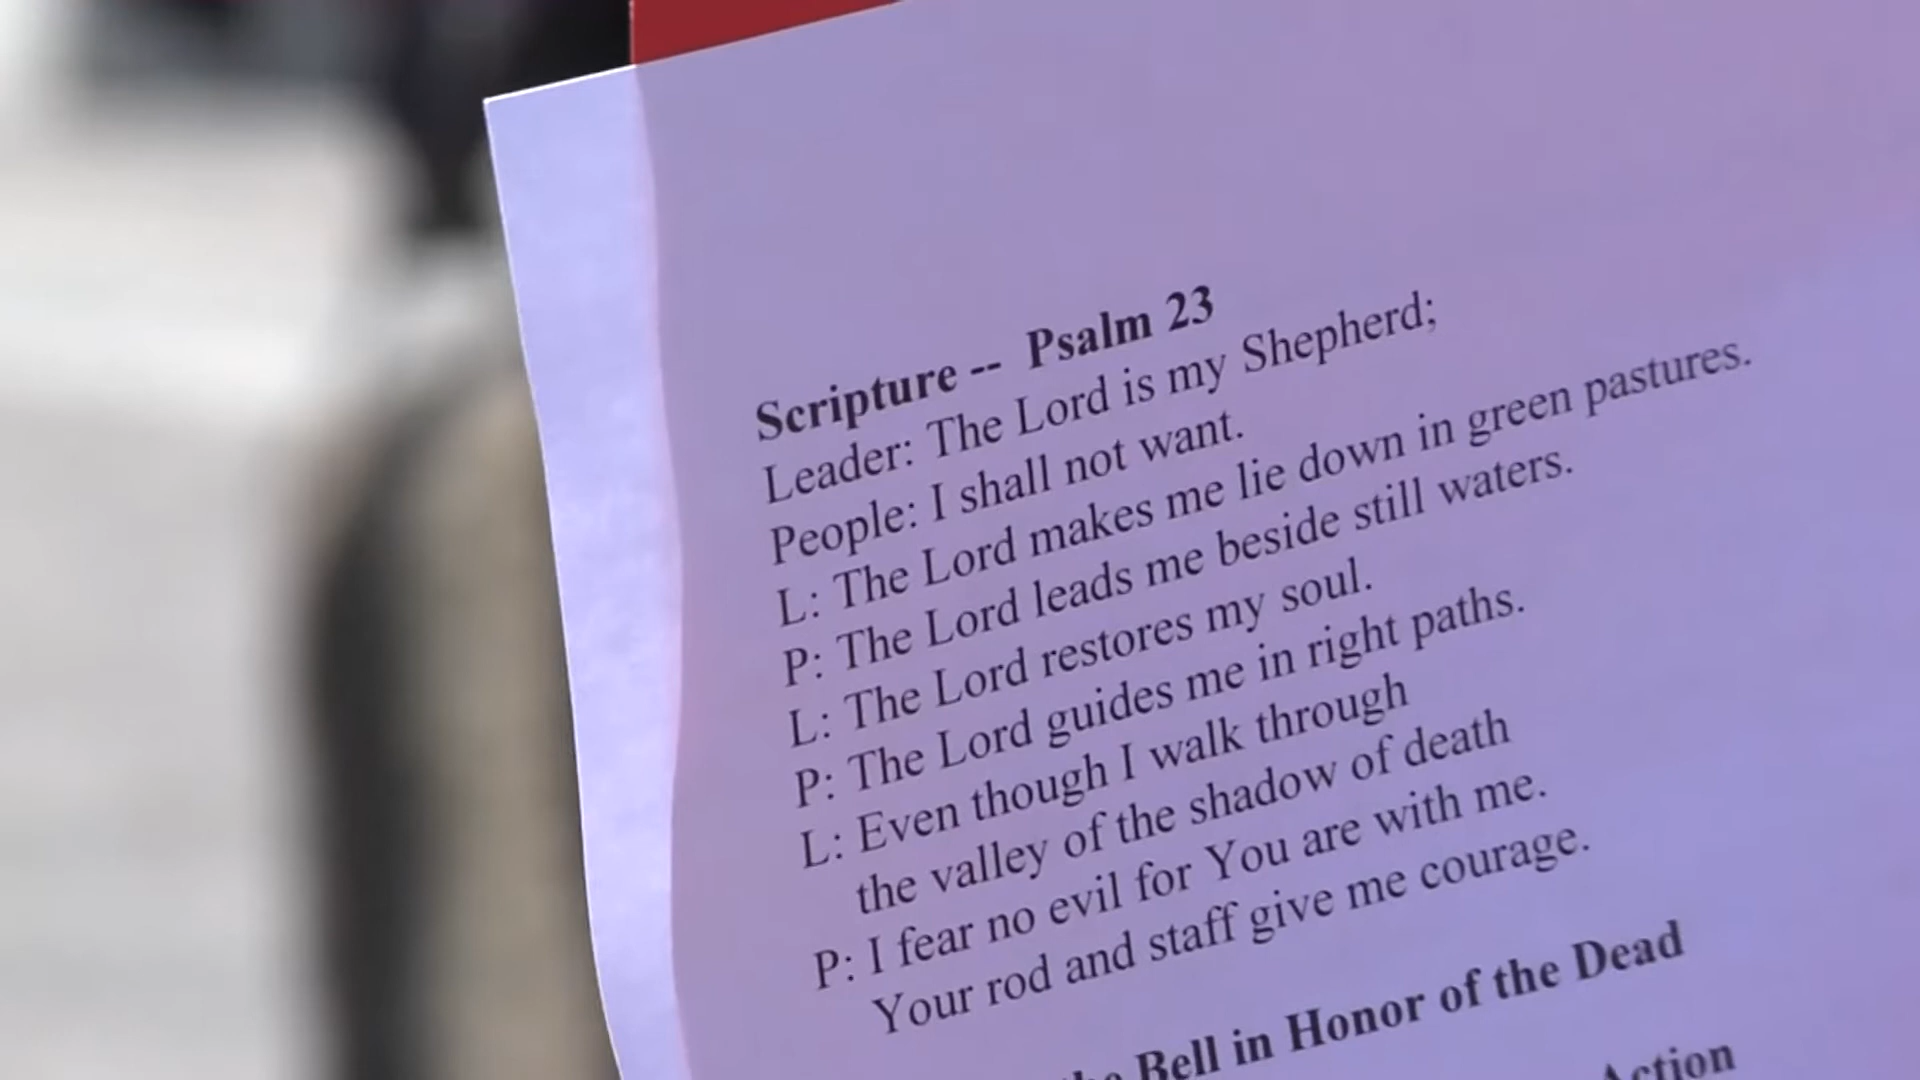 Scripture -- Psalm 23
Leader: The Lord is my Shepherd;
People: I shall not want.
L: The Lord makes me lie down in green pastures.
P: The Lord leads me beside still waters.
L: The Lord restores my soul.
P: The Lord guides me in right paths.
L: Even though I walk through
the valley of the shadow of death
P: I fear no evil for You are with me.
Your rod and staff give me courage.
Bell in Honor of the Dead
Action